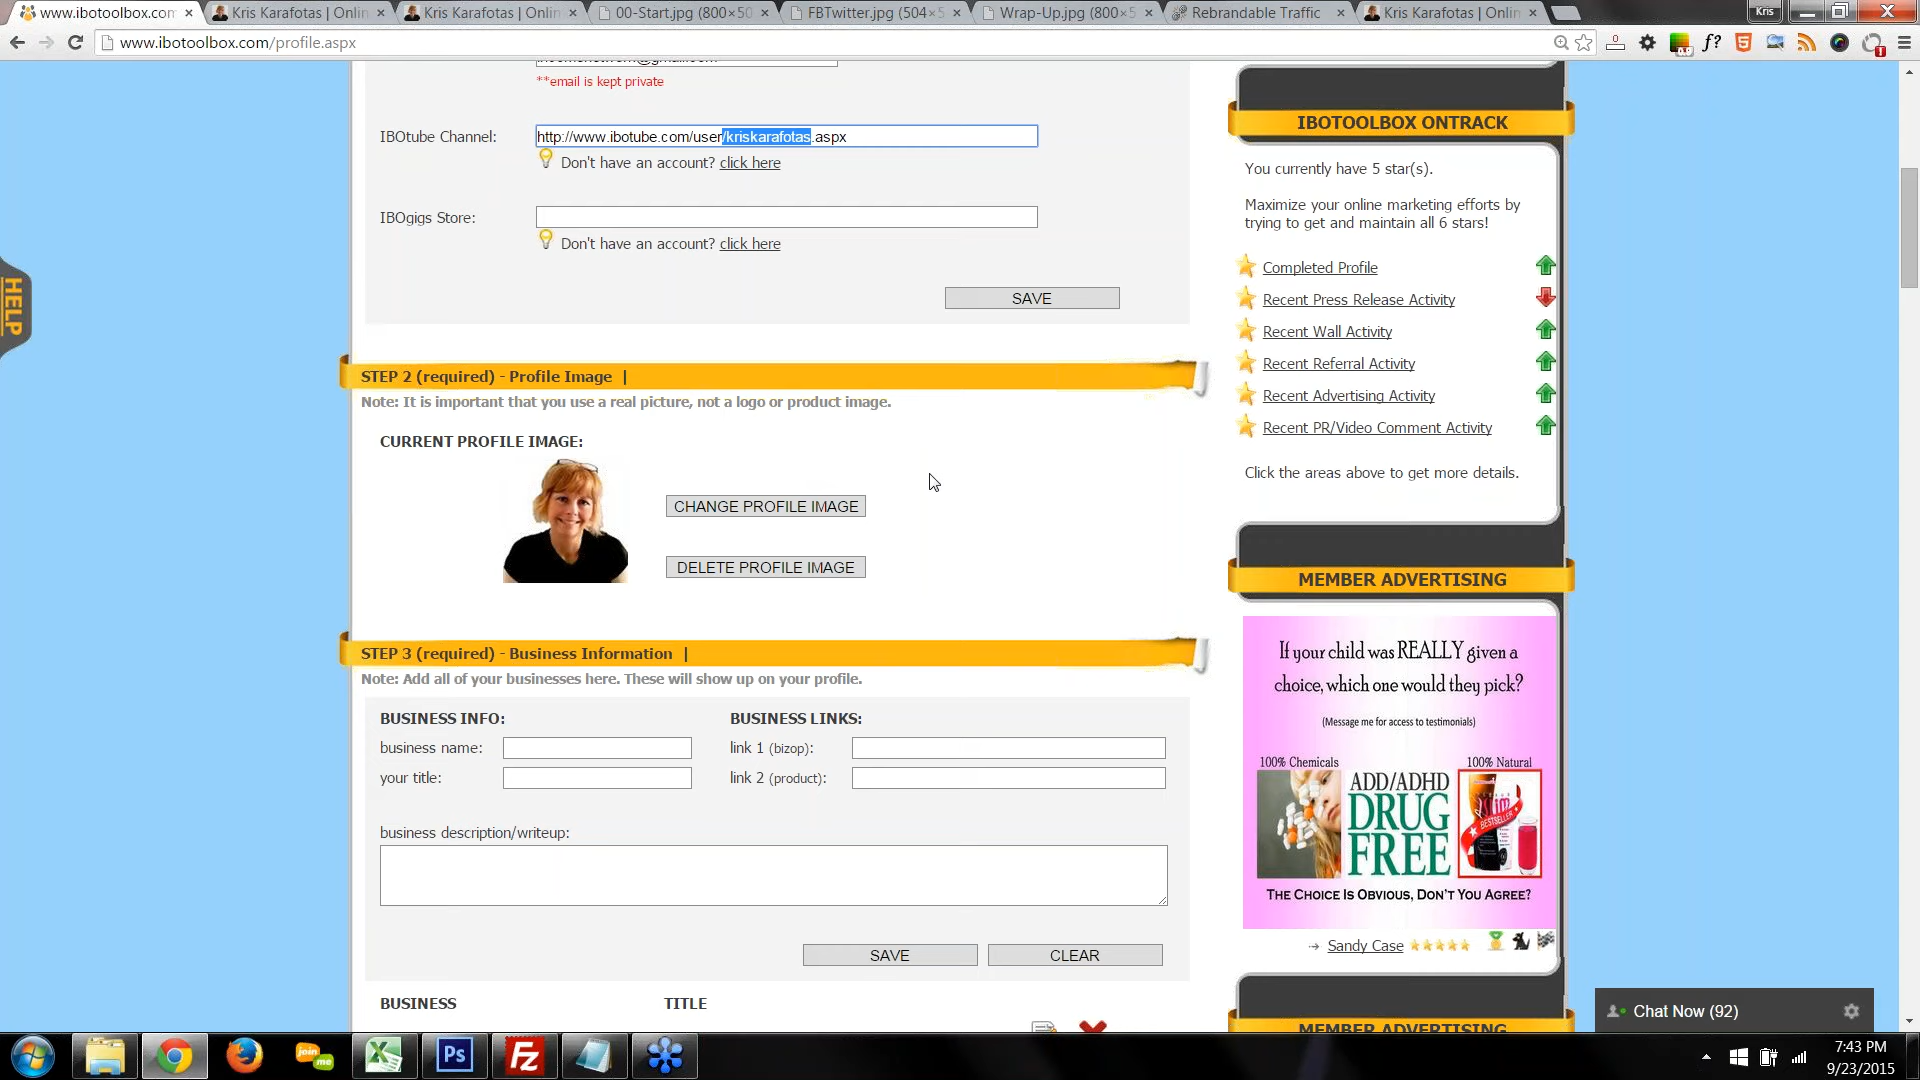 www.ibotoolbox.com
Kris Karafotas | Onlin
Kris Karafotas | Onlin
00-Start.jpg (800×50
FBTwitter.jpg (504×5
Wrap-Up.jpg (800×5
Rebrandable Traffic
Kris Karafotas | Onlin
Kris
www.ibotoolbox.com/profile.aspx
**email is kept private
IBOtube Channel:
http://www.ibotube.com/user/kriskarafotas.aspx
Don't have an account? click here
IBOgigs Store:
Don't have an account? click here
SAVE
HELP
STEP 2 (required) - Profile Image |
Note: It is important that you use a real picture, not a logo or product image.
CURRENT PROFILE IMAGE:
CHANGE PROFILE IMAGE
DELETE PROFILE IMAGE
STEP 3 (required) - Business Information |
Note: Add all of your businesses here. These will show up on your profile.
BUSINESS INFO:
BUSINESS LINKS:
business name:
link 1 (bizop):
your title:
link 2 (product):
business description/writeup:
SAVE
CLEAR
BUSINESS
TITLE
IBOTOOLBOX ONTRACK
You currently have 5 star(s).
Maximize your online marketing efforts by
trying to get and maintain all 6 stars!
Completed Profile
Recent Press Release Activity
Recent Wall Activity
Recent Referral Activity
Recent Advertising Activity
Recent PR/Video Comment Activity
Click the areas above to get more details.
MEMBER ADVERTISING
If your child was REALLY given a
choice, which one would they pick?
(Message me for access to testimonials)
100% Chemicals
100% Natural
ADD/ADHD
DRUG
FREE
BESTSELLER
THE CHOICE IS OBVIOUS, DON'T YOU AGREE?
Sandy Case
MEMBER ADVERTISING
Chat Now (92)
join me
Ps
Fz
7:43 PM
9/23/2015